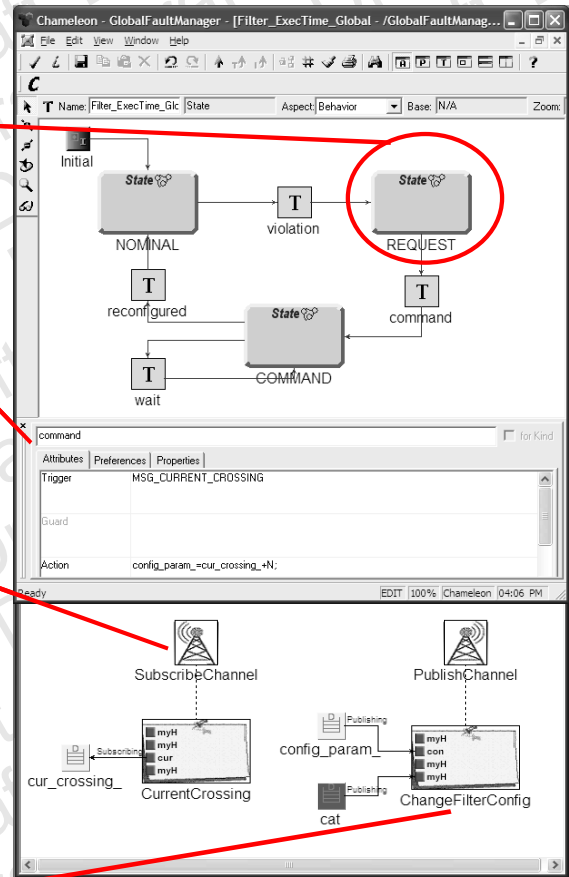 Chameleon - GlobalFaultManager - [Filter_ExecTime_Global - /GlobalFaultManag...
File Edit View Window Help
Name: Filter_ExecTime_Glc State Aspect: Behavior Base: N/A Zoom:
Initial
State
NOMINAL
T
violation
State
REQUEST
T
reconfigured
State
COMMAND
T
command
T
wait
command
for Kind
Attributes Preferences Properties
Trigger MSG_CURRENT_CROSSING
Guard
Action config_param_=cur_crossing_+N;
Ready EDIT 100% Chameleon 04:06 PM
SubscribeChannel
PublishChannel
Subscribing
cur_crossing_
myH
myH
cur
myH
CurrentCrossing
Publishing
config_param_
Publishing
cat
myH
con
myH
myH
ChangeFilterConfig